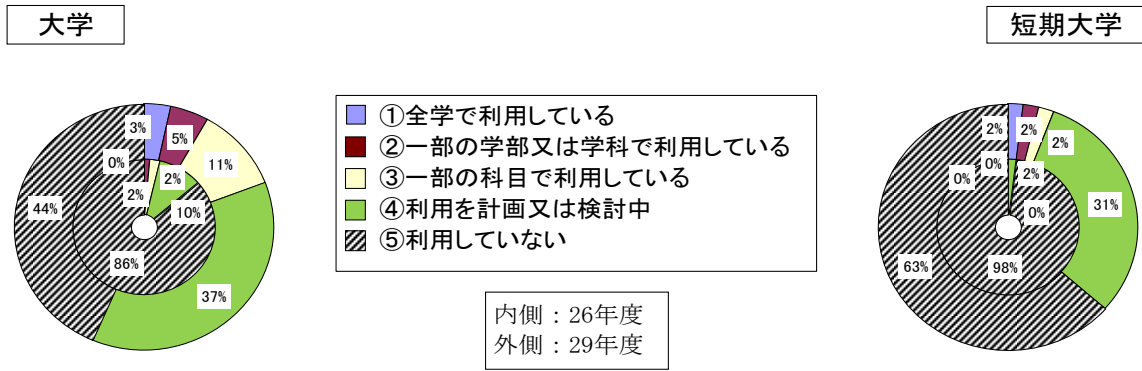 大学
短期大学
①全学で利用している
②一部の学部又は学科で利用している
③一部の科目で利用している
④利用を計画又は検討中
⑤利用していない
内側：26年度
外側：29年度
3%
5%
11%
0%
2%
2%
10%
44%
86%
37%
2%
2%
2%
0%
0%
2%
0%
31%
63%
98%